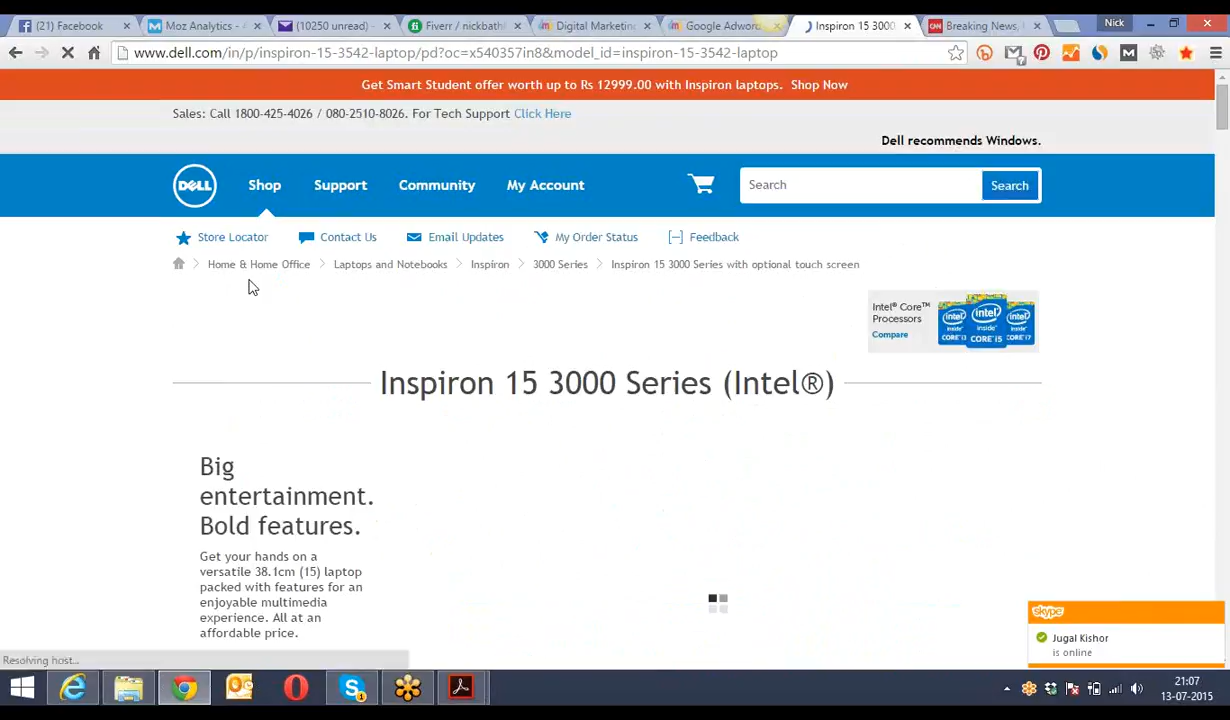 (21) Facebook
Moz Analytics - A
(10250 unread) -
Fiverr / nickbath
Digital Marketing
Google Adword
Inspiron 15 3000
Breaking News,
Nick
www.dell.com/in/p/inspiron-15-3542-laptop/pd?oc=x540357in8&model_id=inspiron-15-3542-laptop
Get Smart Student offer worth up to Rs 12999.00 with Inspiron laptops. Shop Now
Sales: Call 1800-425-4026 / 080-2510-8026. For Tech Support Click Here
Dell recommends Windows.
DELL
Shop
Support
Community
My Account
Search
Search
Store Locator
Contact Us
Email Updates
My Order Status
Feedback
Home & Home Office
Laptops and Notebooks
Inspiron
3000 Series
Inspiron 15 3000 Series with optional touch screen
Intel® Core™
Processors
Compare
intel inside CORE i3
intel inside CORE i5
intel inside CORE i7
Inspiron 15 3000 Series (Intel®)
Big
entertainment.
Bold features.
Get your hands on a
versatile 38.1cm (15) laptop
packed with features for an
enjoyable multimedia
experience. All at an
affordable price.
skype
Jugal Kishor
is online
Resolving host...
21:07
13-07-2015